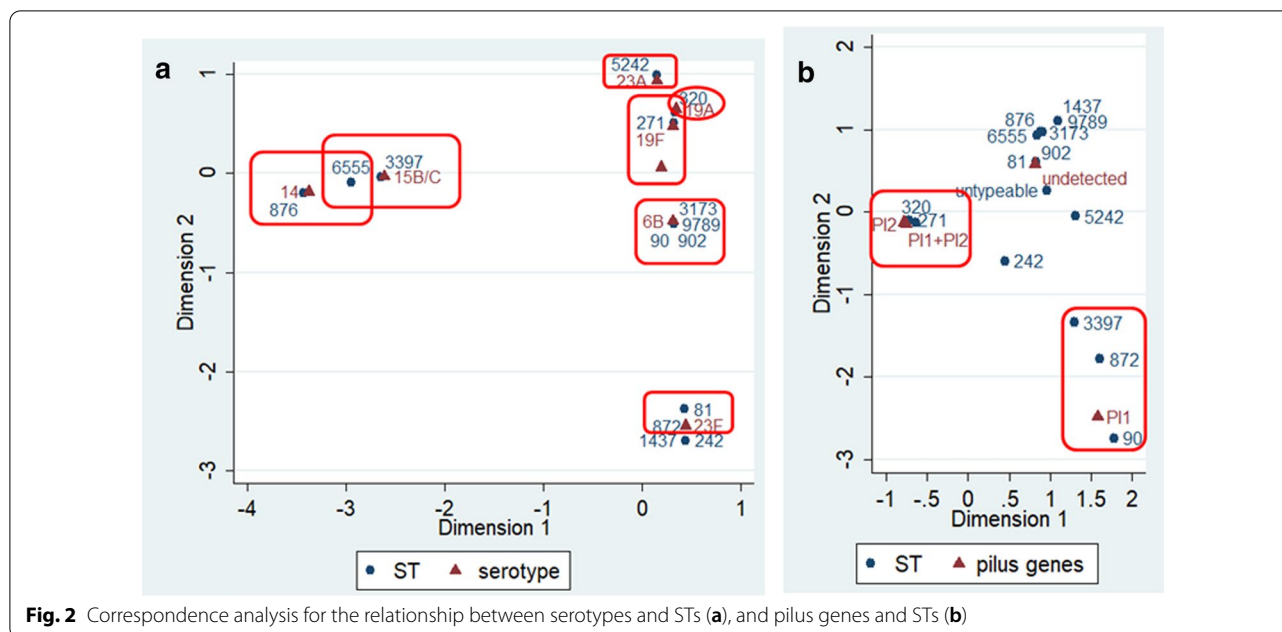 a
Dimension 2
1
0
-1
-2
-3
5242
23A
320
19A
271
19F
6555
3397
15B/C
14
876
3173
6B
9789
90 902
81
872
23F
1437
242
-4 -3 -2 -1 0 1
Dimension 1
ST serotype
b
Dimension 2
2
1
0
-1
-2
-3
1437
876
9789
6555
3173
902
81
undetected
untypeable
320
271
5242
PI2
PI1+PI2
242
3397
872
PI1
90
-1 -.5 0 .5 1 1.5 2
Dimension 1
ST pilus genes
Fig. 2 Correspondence analysis for the relationship between serotypes and STs (a), and pilus genes and STs (b)